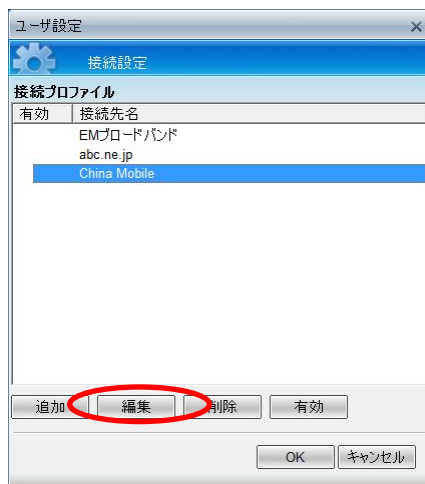 ユーザ設定
接続設定
接続プロファイル
有効 接続先名
EMブロードバンド
abc.ne.jp
China Mobile
追加 編集 削除 有効
OK キャンセル